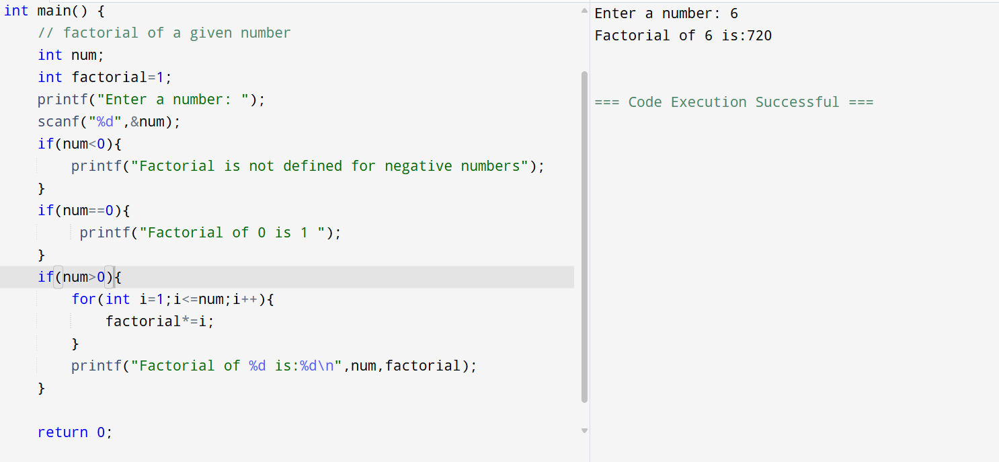 int main() {
    // factorial of a given number
    int num;
    int factorial=1;
    printf("Enter a number: ");
    scanf("%d",&num);
    if(num<0){
        printf("Factorial is not defined for negative numbers");
    }
    if(num==0){
         printf("Factorial of 0 is 1 ");
    }
    if(num>0){
        for(int i=1;i<=num;i++){
            factorial*=i;
        }
        printf("Factorial of %d is:%d\n",num,factorial);
    }

    return 0;
Enter a number: 6
Factorial of 6 is:720

=== Code Execution Successful ===